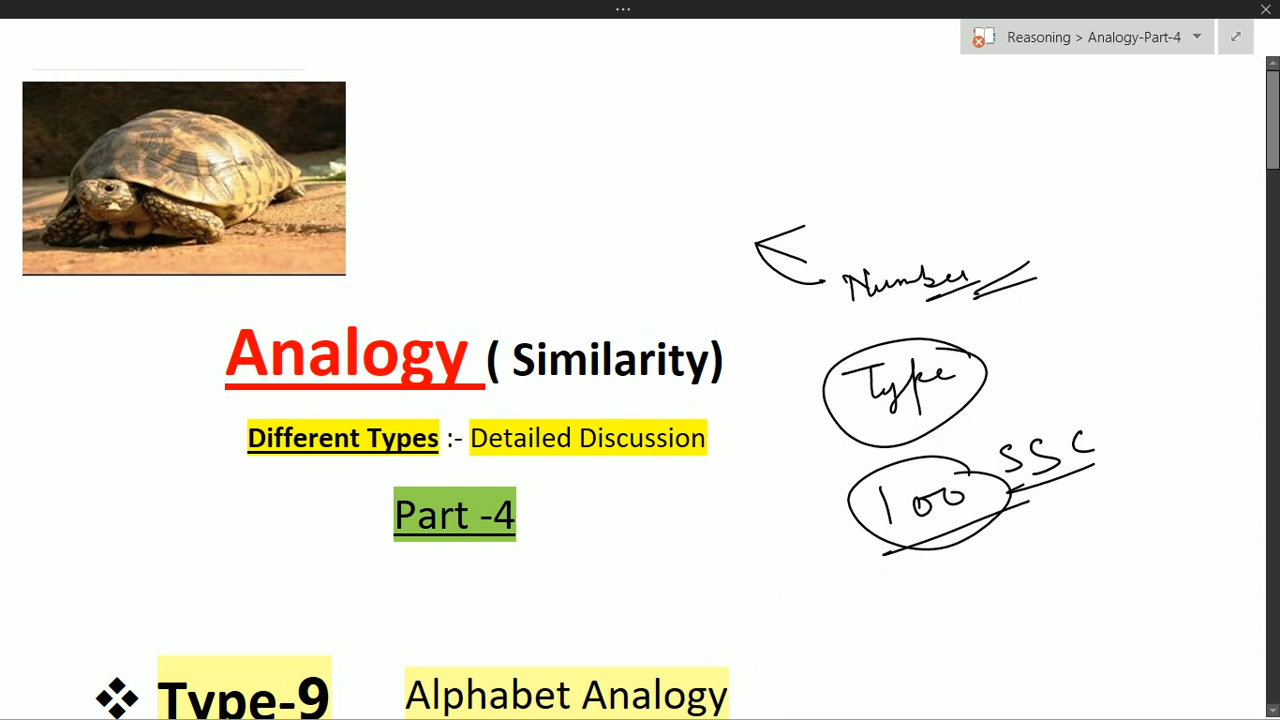 Reasoning > Analogy-Part-4
Number
Analogy ( Similarity)
Type
Different Types :- Detailed Discussion
SSC
100
Part -4
Type-9 Alphabet Analogy